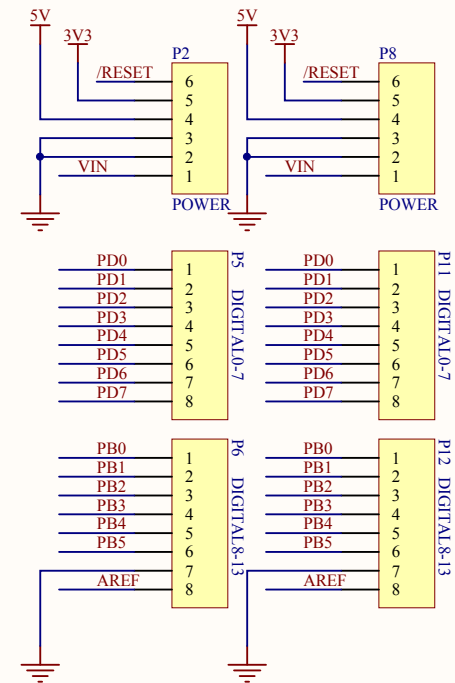 5V
3V3
P2
/RESET
6
5
4
3
2
VIN
1
POWER
5V
3V3
P8
/RESET
6
5
4
3
2
VIN
1
POWER
P5 DIGITAL0-7
PD0 1
PD1 2
PD2 3
PD3 4
PD4 5
PD5 6
PD6 7
PD7 8
P11 DIGITAL0-7
PD0 1
PD1 2
PD2 3
PD3 4
PD4 5
PD5 6
PD6 7
PD7 8
P6 DIGITAL8-13
PB0 1
PB1 2
PB2 3
PB3 4
PB4 5
PB5 6
7
AREF 8
P12 DIGITAL8-13
PB0 1
PB1 2
PB2 3
PB3 4
PB4 5
PB5 6
7
AREF 8